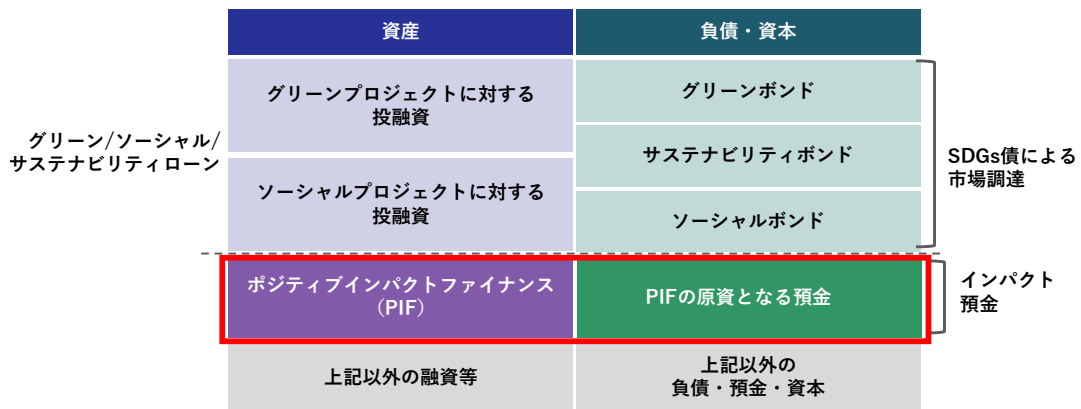 資産
負債・資本
グリーンプロジェクトに対する
投融資
グリーンボンド
グリーン/ソーシャル/
サステナビリティローン
サステナビリティボンド
SDGs債による
市場調達
ソーシャルプロジェクトに対する
投融資
ソーシャルボンド
ポジティブインパクトファイナンス
（PIF）
PIFの原資となる預金
インパクト
預金
上記以外の融資等
上記以外の
負債・預金・資本